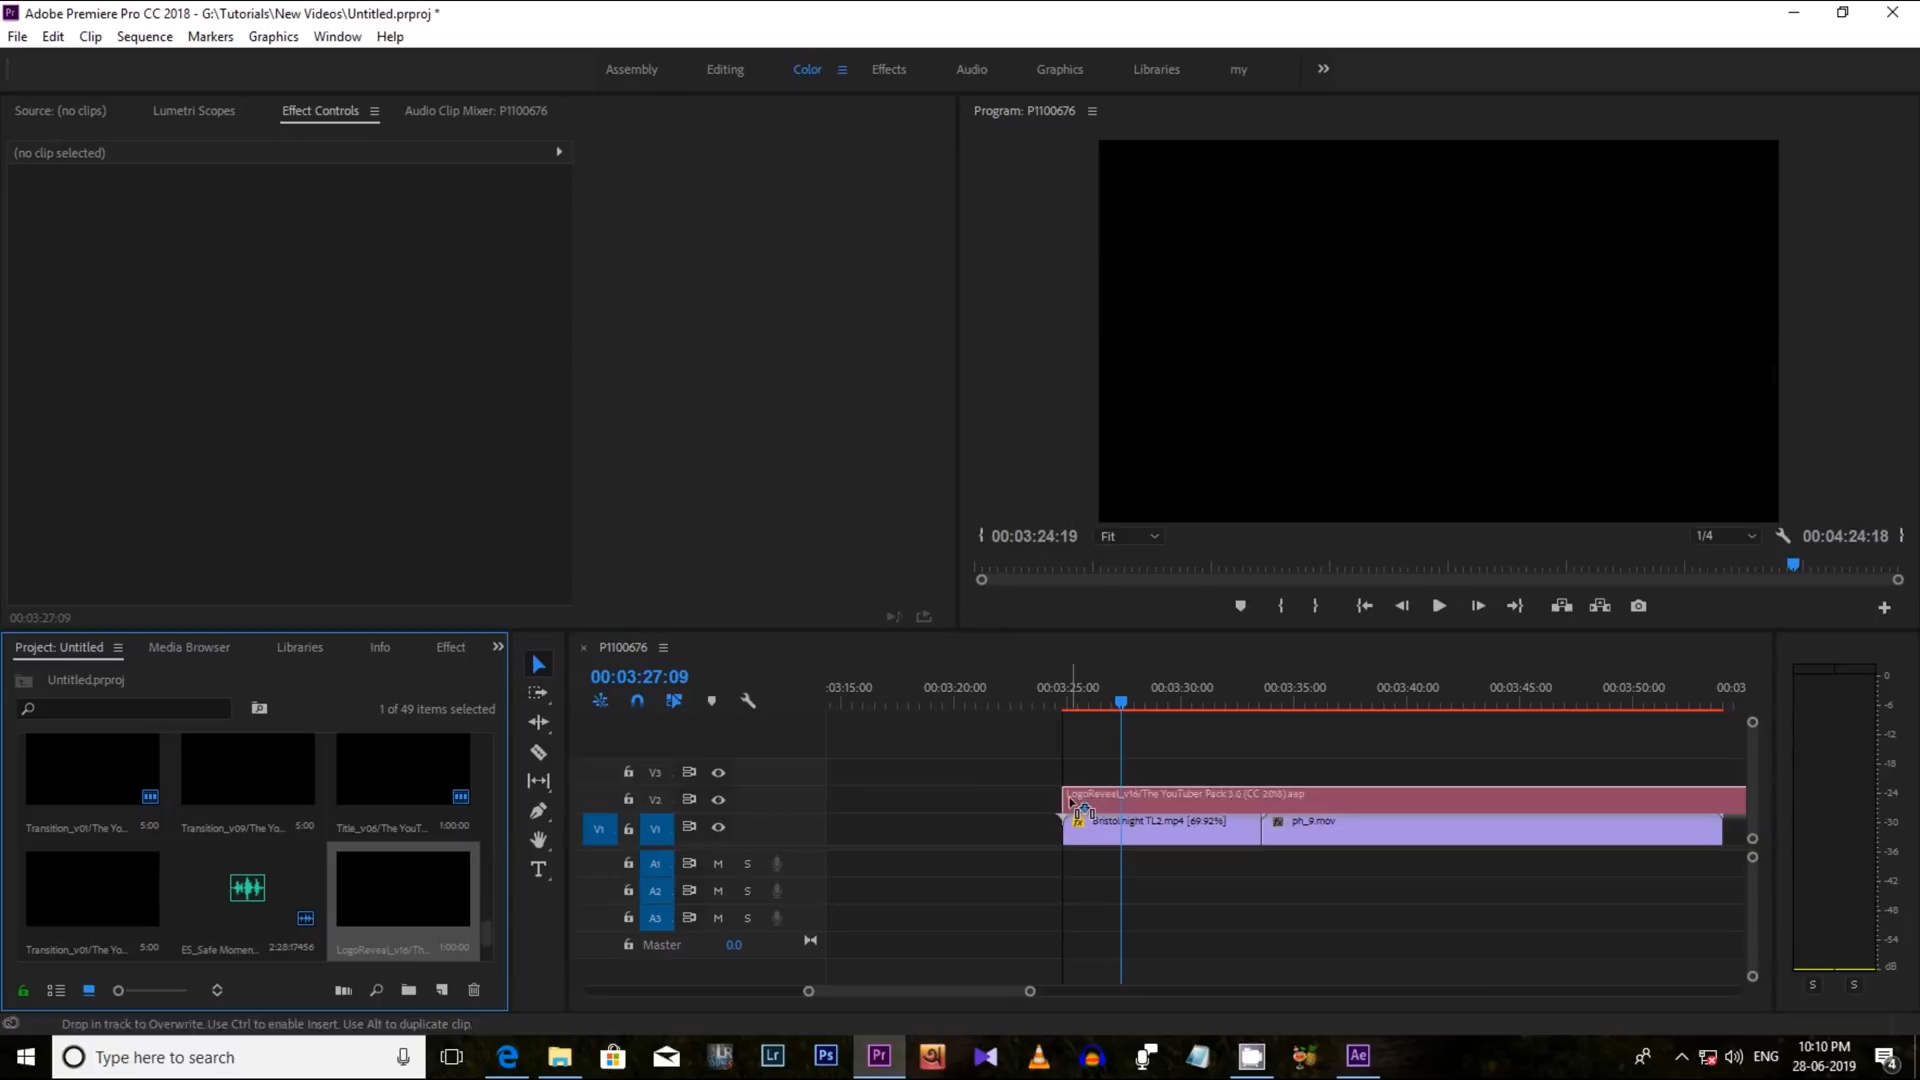 Adobe Premiere Pro CC 2018 - G:\Tutorials\New Videos\Untitled.prproj *
File Edit Clip Sequence Markers Graphics Window Help
Assembly Editing Color Effects Audio Graphics Libraries my
Source: (no clips) Lumetri Scopes Effect Controls Audio Clip Mixer: P1100676
Program: P1100676
(no clip selected)
00:03:24:19 Fit 1/4 00:04:24:18
00:03:27:09
Project: Untitled Media Browser Libraries Info Effect
Untitled.prproj
1 of 49 items selected
Transition_v01/The Yo... 5:00 Transition_v09/The Yo... 5:00 Title_v06/The YouT... 1:00:00
Transition_v01/The Yo... 5:00 ES_Safe Momen... 2:28:17456 LogoReveal_v16/Th... 1:00:00
P1100676
00:03:27:09
:03:15:00 00:03:20:00 00:03:25:00 00:03:30:00 00:03:35:00 00:03:40:00 00:03:45:00 00:03:50:00 00:03
V3
V2 LogoReveal_v16/The YouTuber Pack 3.0 (CC 2018).aep
V1 V1 Bristol night TL2.mp4 [69.92%] ph_9.mov
A1 M S
A2 M S
A3 M S
Master 0.0
0
-6
-12
-18
-24
-30
-36
-42
-48
-54
dB
S S
Drop in track to Overwrite. Use Ctrl to enable Insert. Use Alt to duplicate clip.
Type here to search
Lr Ps Pr Ae
ENG
10:10 PM
28-06-2019
4